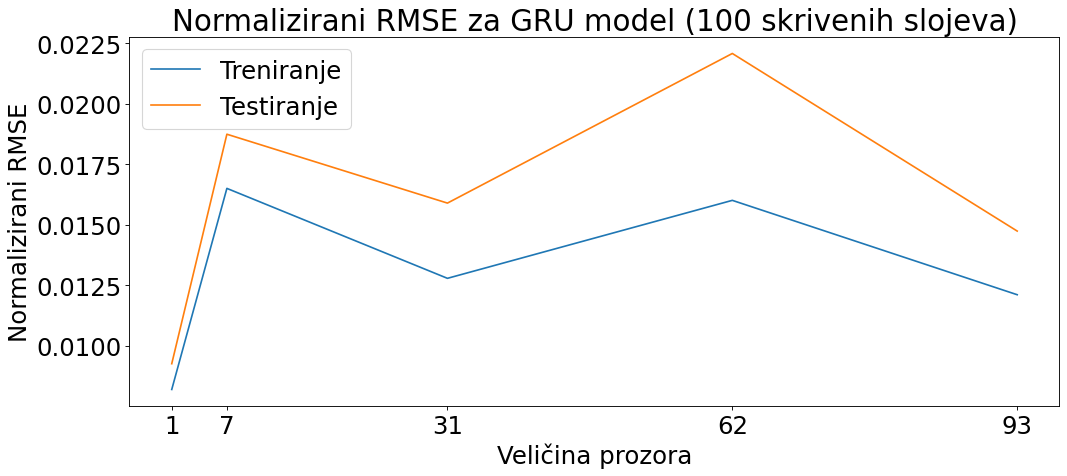 Normalizirani RMSE za GRU model (100 skrivenih slojeva)
Treniranje
Testiranje
Normalizirani RMSE
0.0225
0.0200
0.0175
0.0150
0.0125
0.0100
1 7 31 62 93
Veličina prozora